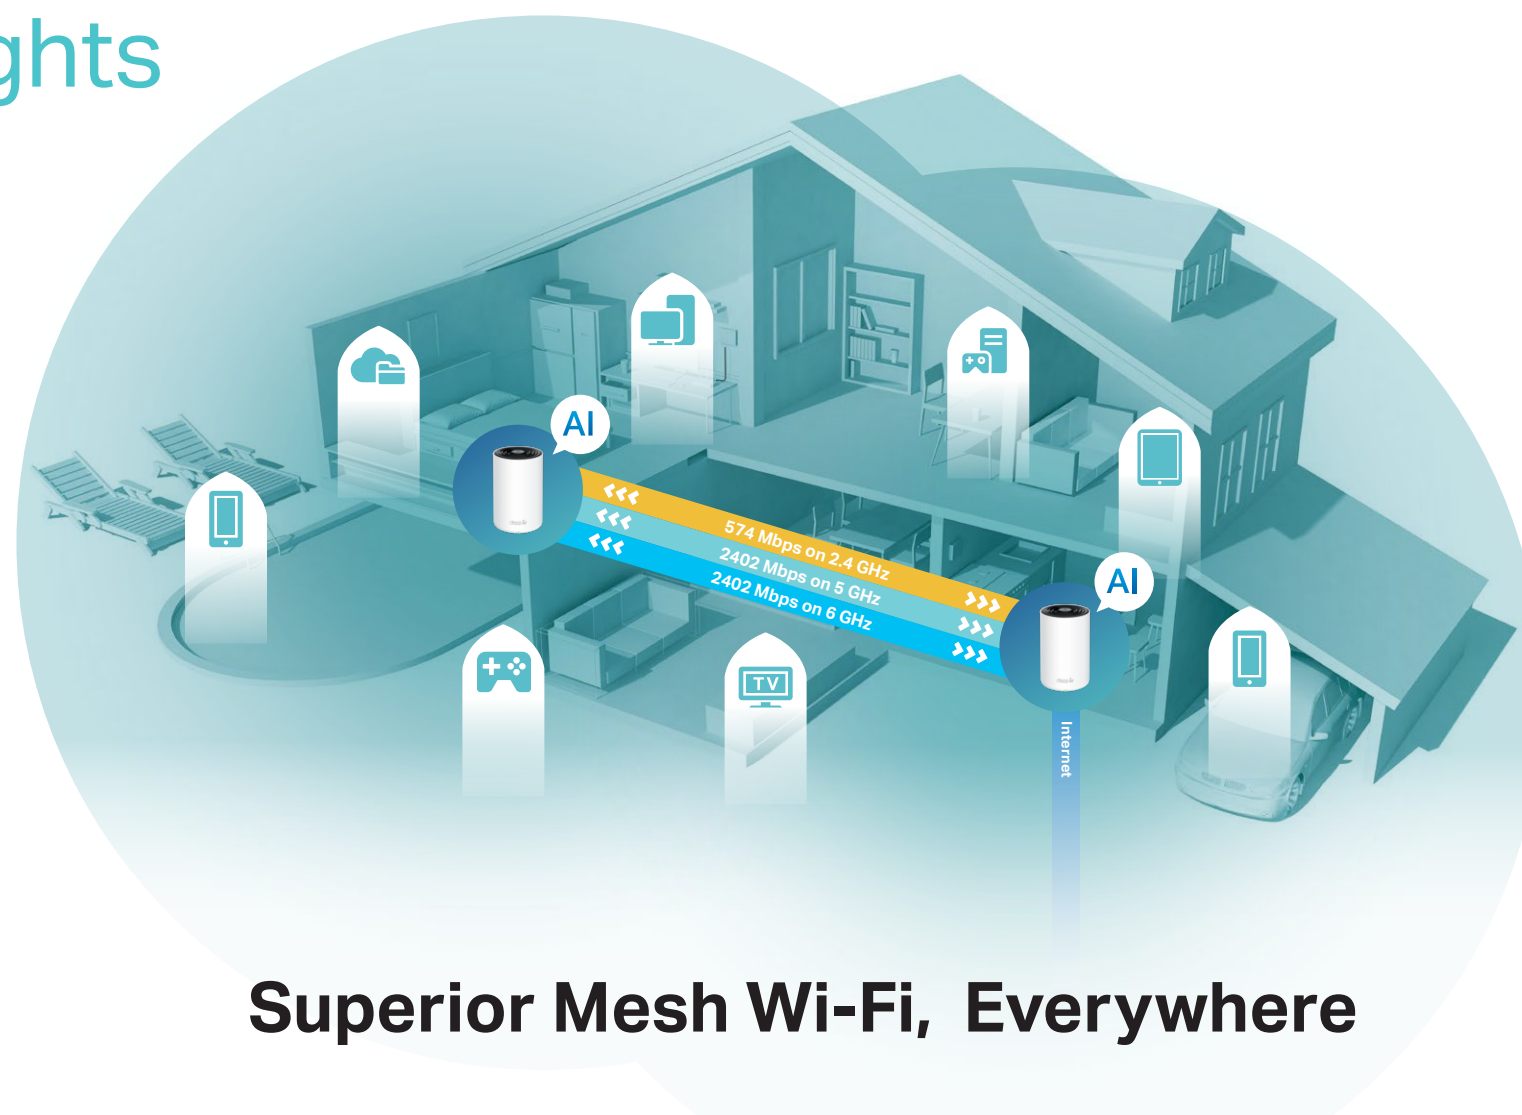 ghts
AI
574 Mbps on 2.4 GHz
2402 Mbps on 5 GHz
2402 Mbps on 6 GHz
AI
TV
Internet
Superior Mesh Wi-Fi, Everywhere